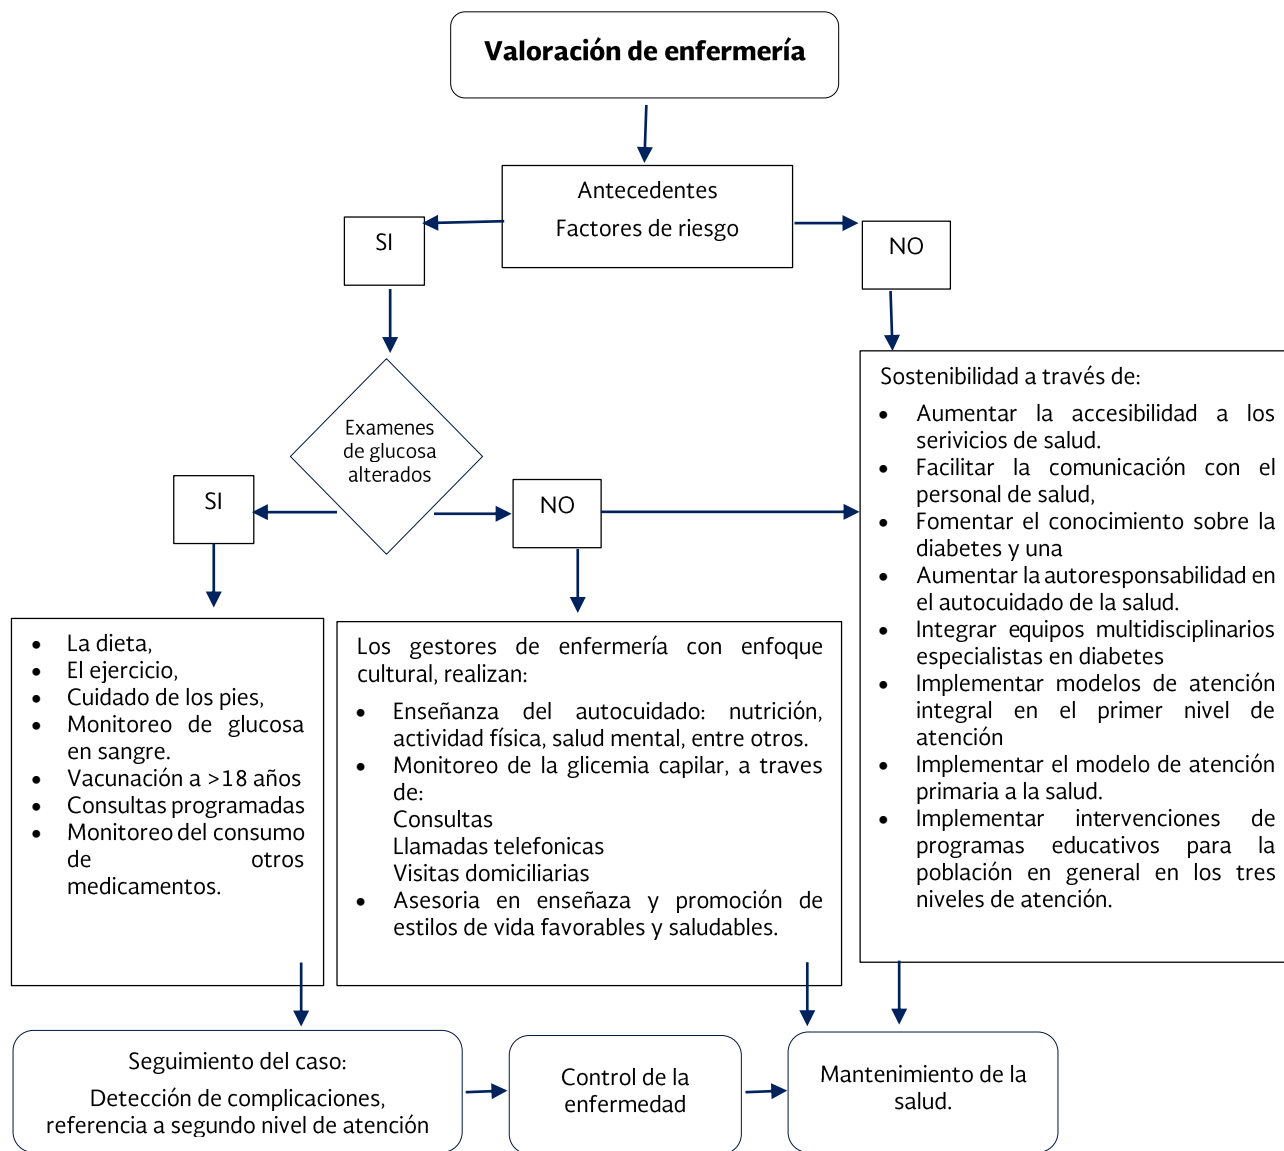 Valoración de enfermería
Antecedentes
Factores de riesgo
SI
NO
Examenes
de glucosa
alterados
SI
NO
• La dieta,
• El ejercicio,
• Cuidado de los pies,
• Monitoreo de glucosa
en sangre.
• Vacunación a >18 años
• Consultas programadas
• Monitoreo del consumo
de otros
medicamentos.
Los gestores de enfermería con enfoque
cultural, realizan:
• Enseñanza del autocuidado: nutrición,
actividad física, salud mental, entre otros.
• Monitoreo de la glicemia capilar, a traves
de:
Consultas
Llamadas telefonicas
Visitas domiciliarias
• Asesoria en enseñaza y promoción de
estilos de vida favorables y saludables.
Sostenibilidad a través de:
• Aumentar la accesibilidad a los
serivicios de salud.
• Facilitar la comunicación con el
personal de salud,
• Fomentar el conocimiento sobre la
diabetes y una
• Aumentar la autoresponsabilidad en
el autocuidado de la salud.
• Integrar equipos multidisciplinarios
especialistas en diabetes
• Implementar modelos de atención
integral en el primer nivel de
atención
• Implementar el modelo de atención
primaria a la salud.
• Implementar intervenciones de
programas educativos para la
población en general en los tres
niveles de atención.
Seguimiento del caso:
Detección de complicaciones,
referencia a segundo nivel de atención
Control de la
enfermedad
Mantenimiento de la
salud.